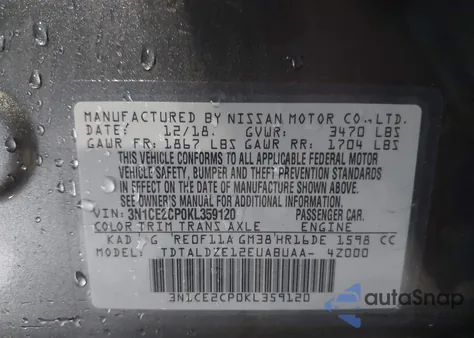 MANUFACTURED BY NISSAN MOTOR CO.,LTD.
DATE: 12/18. GVWR: 3470 LBS
GAWR FR: 1867 LBS GAWR RR: 1704 LBS
THIS VEHICLE CONFORMS TO ALL APPLICABLE FEDERAL MOTOR
VEHICLE SAFETY, BUMPER AND THEFT PREVENTION STANDARDS
IN EFFECT ON THE DATE OF MANUFACTURE SHOWN ABOVE.
SEE OWNER'S MANUAL FOR ADDITIONAL INFORMATION.
VIN: 3N1CE2CP0KL359120 PASSENGER CAR.
COLOR TRIM TRANS AXLE ENGINE
KAD G RE0F11A GM38 HR16DE 1598 CC
MODEL: TDTALDZE12EUA8UAA- 4Z000
3N1CE2CP0KL359120
autoSnap